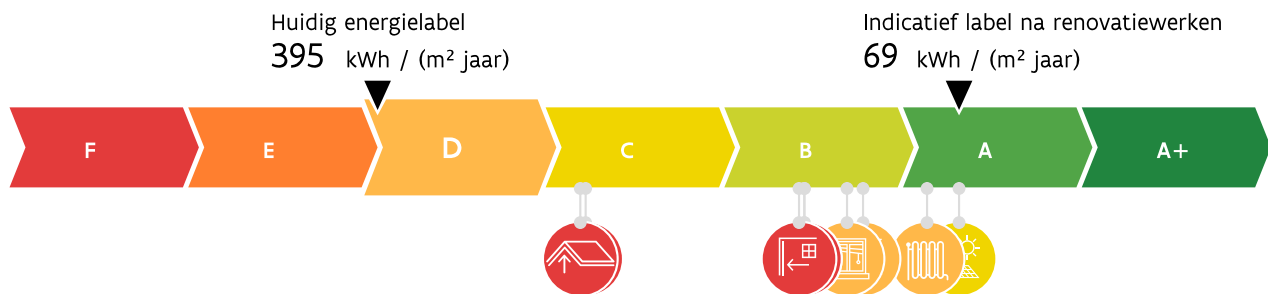 Huidig energielabel
395 kWh / (m² jaar)
Indicatief label na renovatiewerken
69 kWh / (m² jaar)
F E D C B A A+